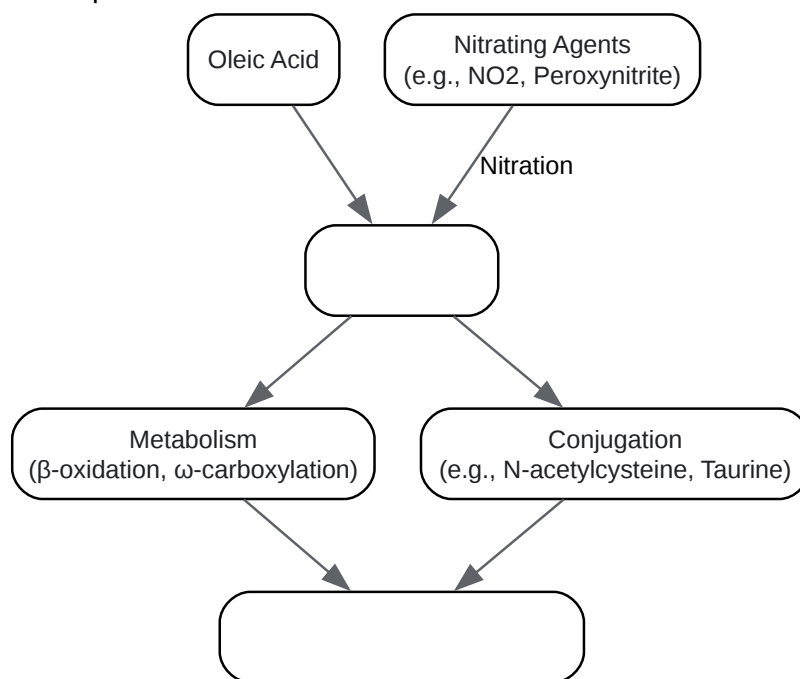 Oleic Acid
Nitrating Agents
(e.g., NO2, Peroxynitrite)
Nitration
Metabolism
(β-oxidation, ω-carboxylation)
Conjugation
(e.g., N-acetylcysteine, Taurine)